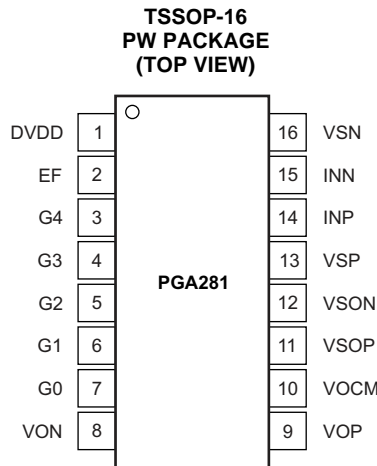 TSSOP-16
PW PACKAGE
(TOP VIEW)
DVDD 1 16 VSN
EF 2 15 INN
G4 3 14 INP
G3 4 13 VSP
PGA281
G2 5 12 VSON
G1 6 11 VSOP
G0 7 10 VOCM
VON 8 9 VOP